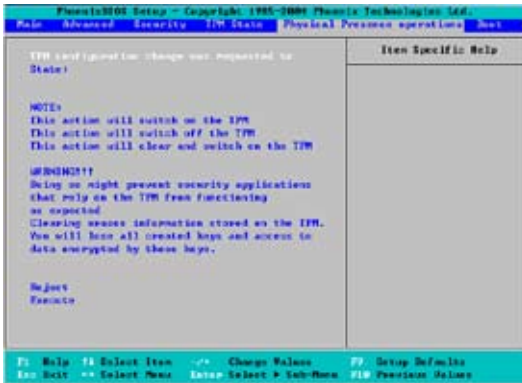 PhoenixBIOS Setup - Copyright 1985-2004 Phoenix Technologies Ltd.
Main Advanced Security TPM State Physical Presence operations Boot
TPM configuration change was requested to
State:
Item Specific Help
NOTE:
This action will switch on the TPM
This action will switch off the TPM
This action will clear and switch on the TPM
WARNING!!!
Doing so might prevent security applications
that rely on the TPM from functioning
as expected
Clearing erases information stored on the TPM.
You will lose all created keys and access to
data encrypted by these keys.
Reject
Execute
F1 Help ↑↓ Select Item -/+ Change Values F9 Setup Defaults
Esc Exit ↔ Select Menu Enter Select ▶ Sub-Menu F10 Previous Values